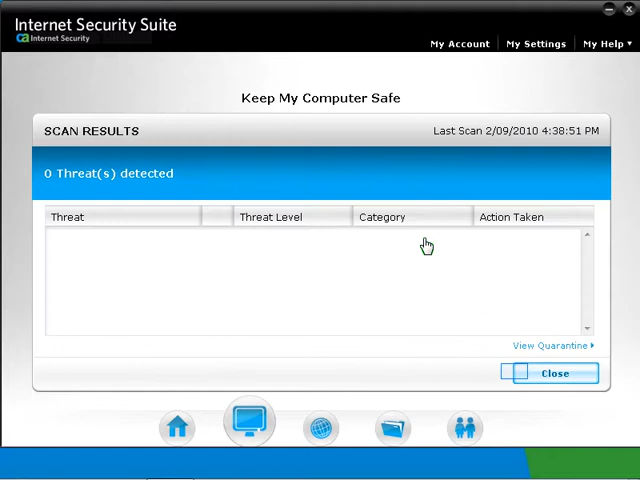 Internet Security Suite
ca Internet Security
My Account | My Settings | My Help
Keep My Computer Safe
SCAN RESULTS
Last Scan 2/09/2010 4:38:51 PM
0 Threat(s) detected
Threat
Threat Level
Category
Action Taken
View Quarantine
Close